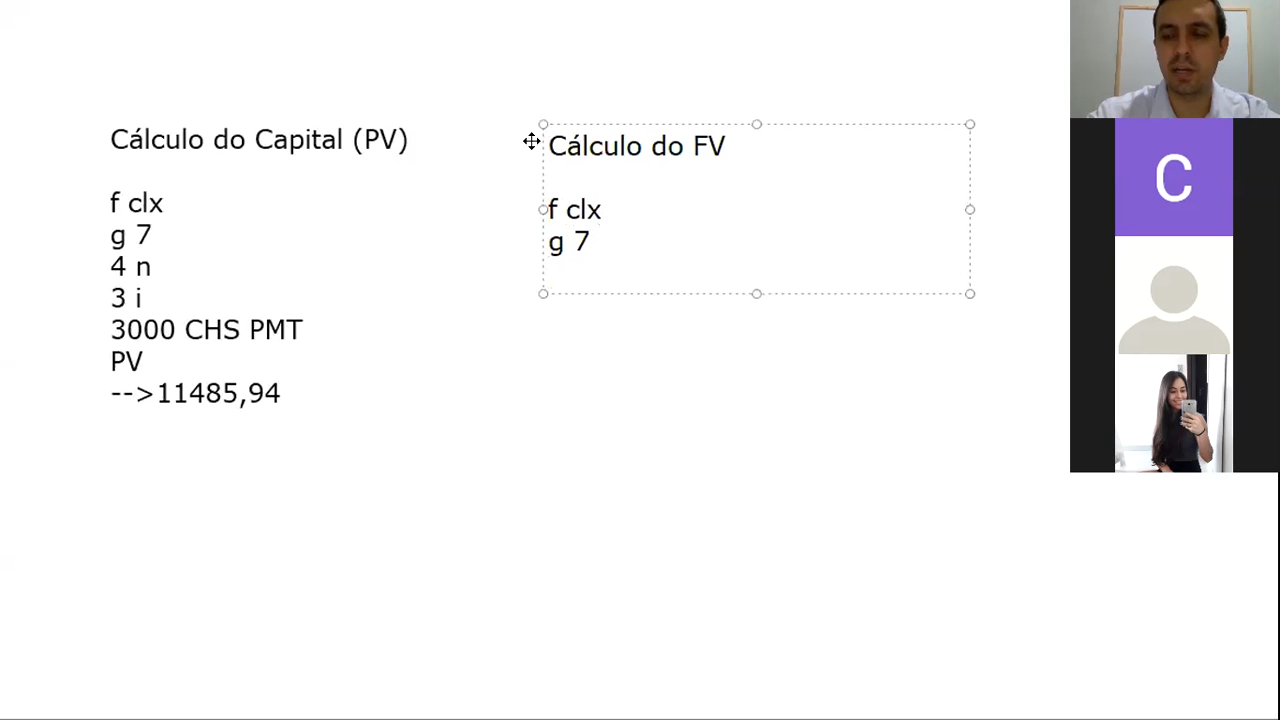 Cálculo do Capital (PV)
f clx
g 7
4 n
3 i
3000 CHS PMT
PV
-->11485,94
Cálculo do FV
f clx
g 7
C